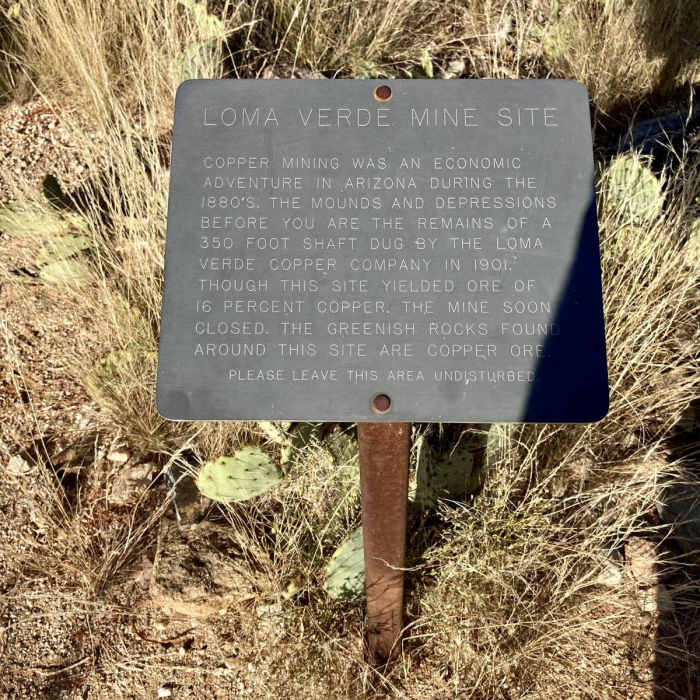 LOMA VERDE MINE SITE
COPPER MINING WAS AN ECONOMIC
ADVENTURE IN ARIZONA DURING THE
1880'S. THE MOUNDS AND DEPRESSIONS
BEFORE YOU ARE THE REMAINS OF A
350 FOOT SHAFT DUG BY THE LOMA
VERDE COPPER COMPANY IN 1901.
THOUGH THIS SITE YIELDED ORE OF
16 PERCENT COPPER, THE MINE SOON
CLOSED. THE GREENISH ROCKS FOUND
AROUND THIS SITE ARE COPPER ORE.
PLEASE LEAVE THIS AREA UNDISTURBED.